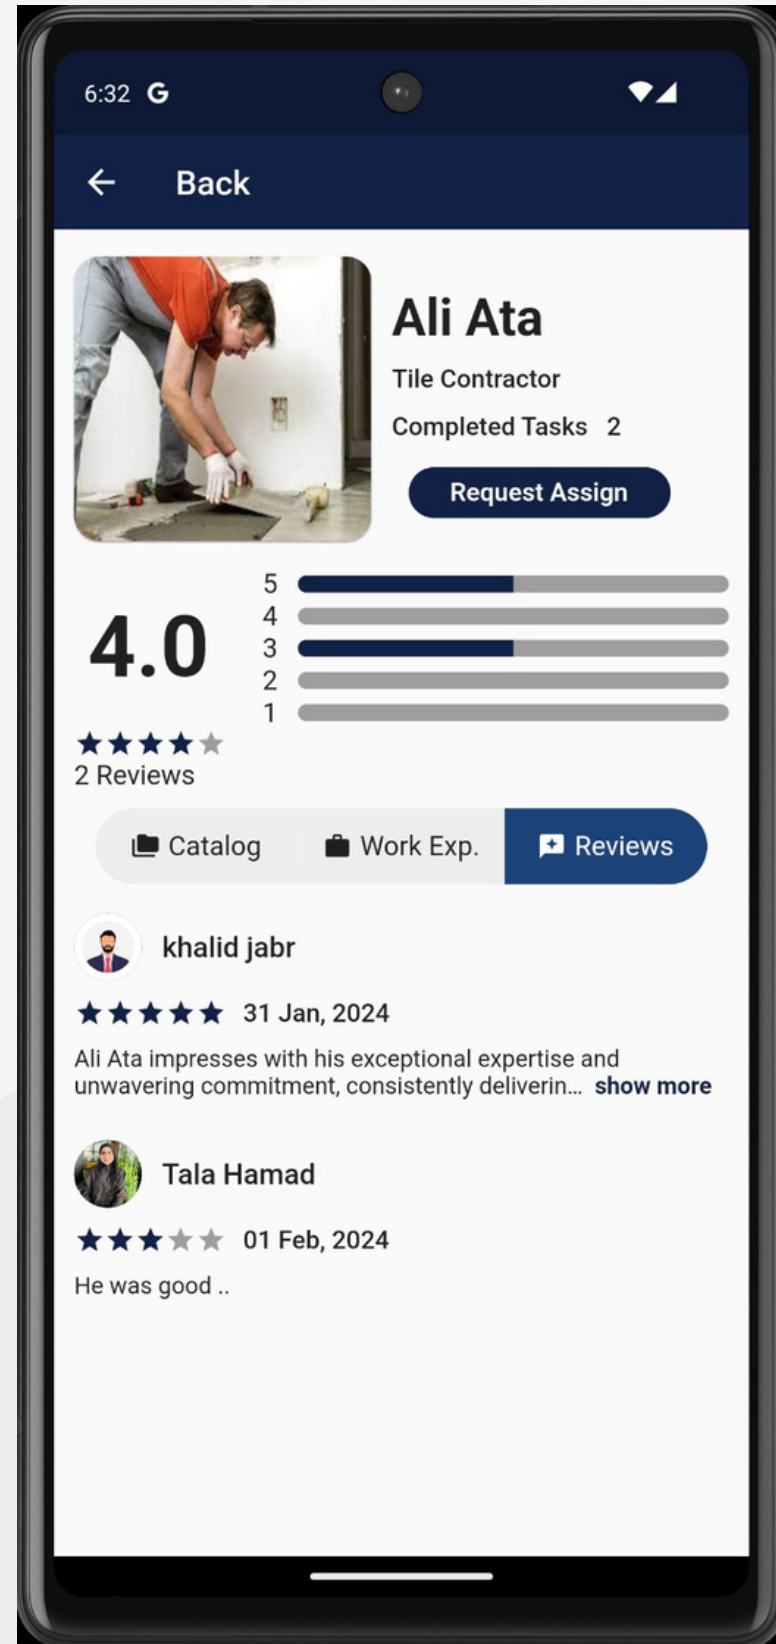 6:32 G
Back
Ali Ata
Tile Contractor
Completed Tasks 2
Request Assign
5
4
4.0
3
2
1
2 Reviews
Catalog
Work Exp.
Reviews
khalid jabr
31 Jan, 2024
Ali Ata impresses with his exceptional expertise and
unwavering commitment, consistently deliverin... show more
Tala Hamad
01 Feb, 2024
He was good ..